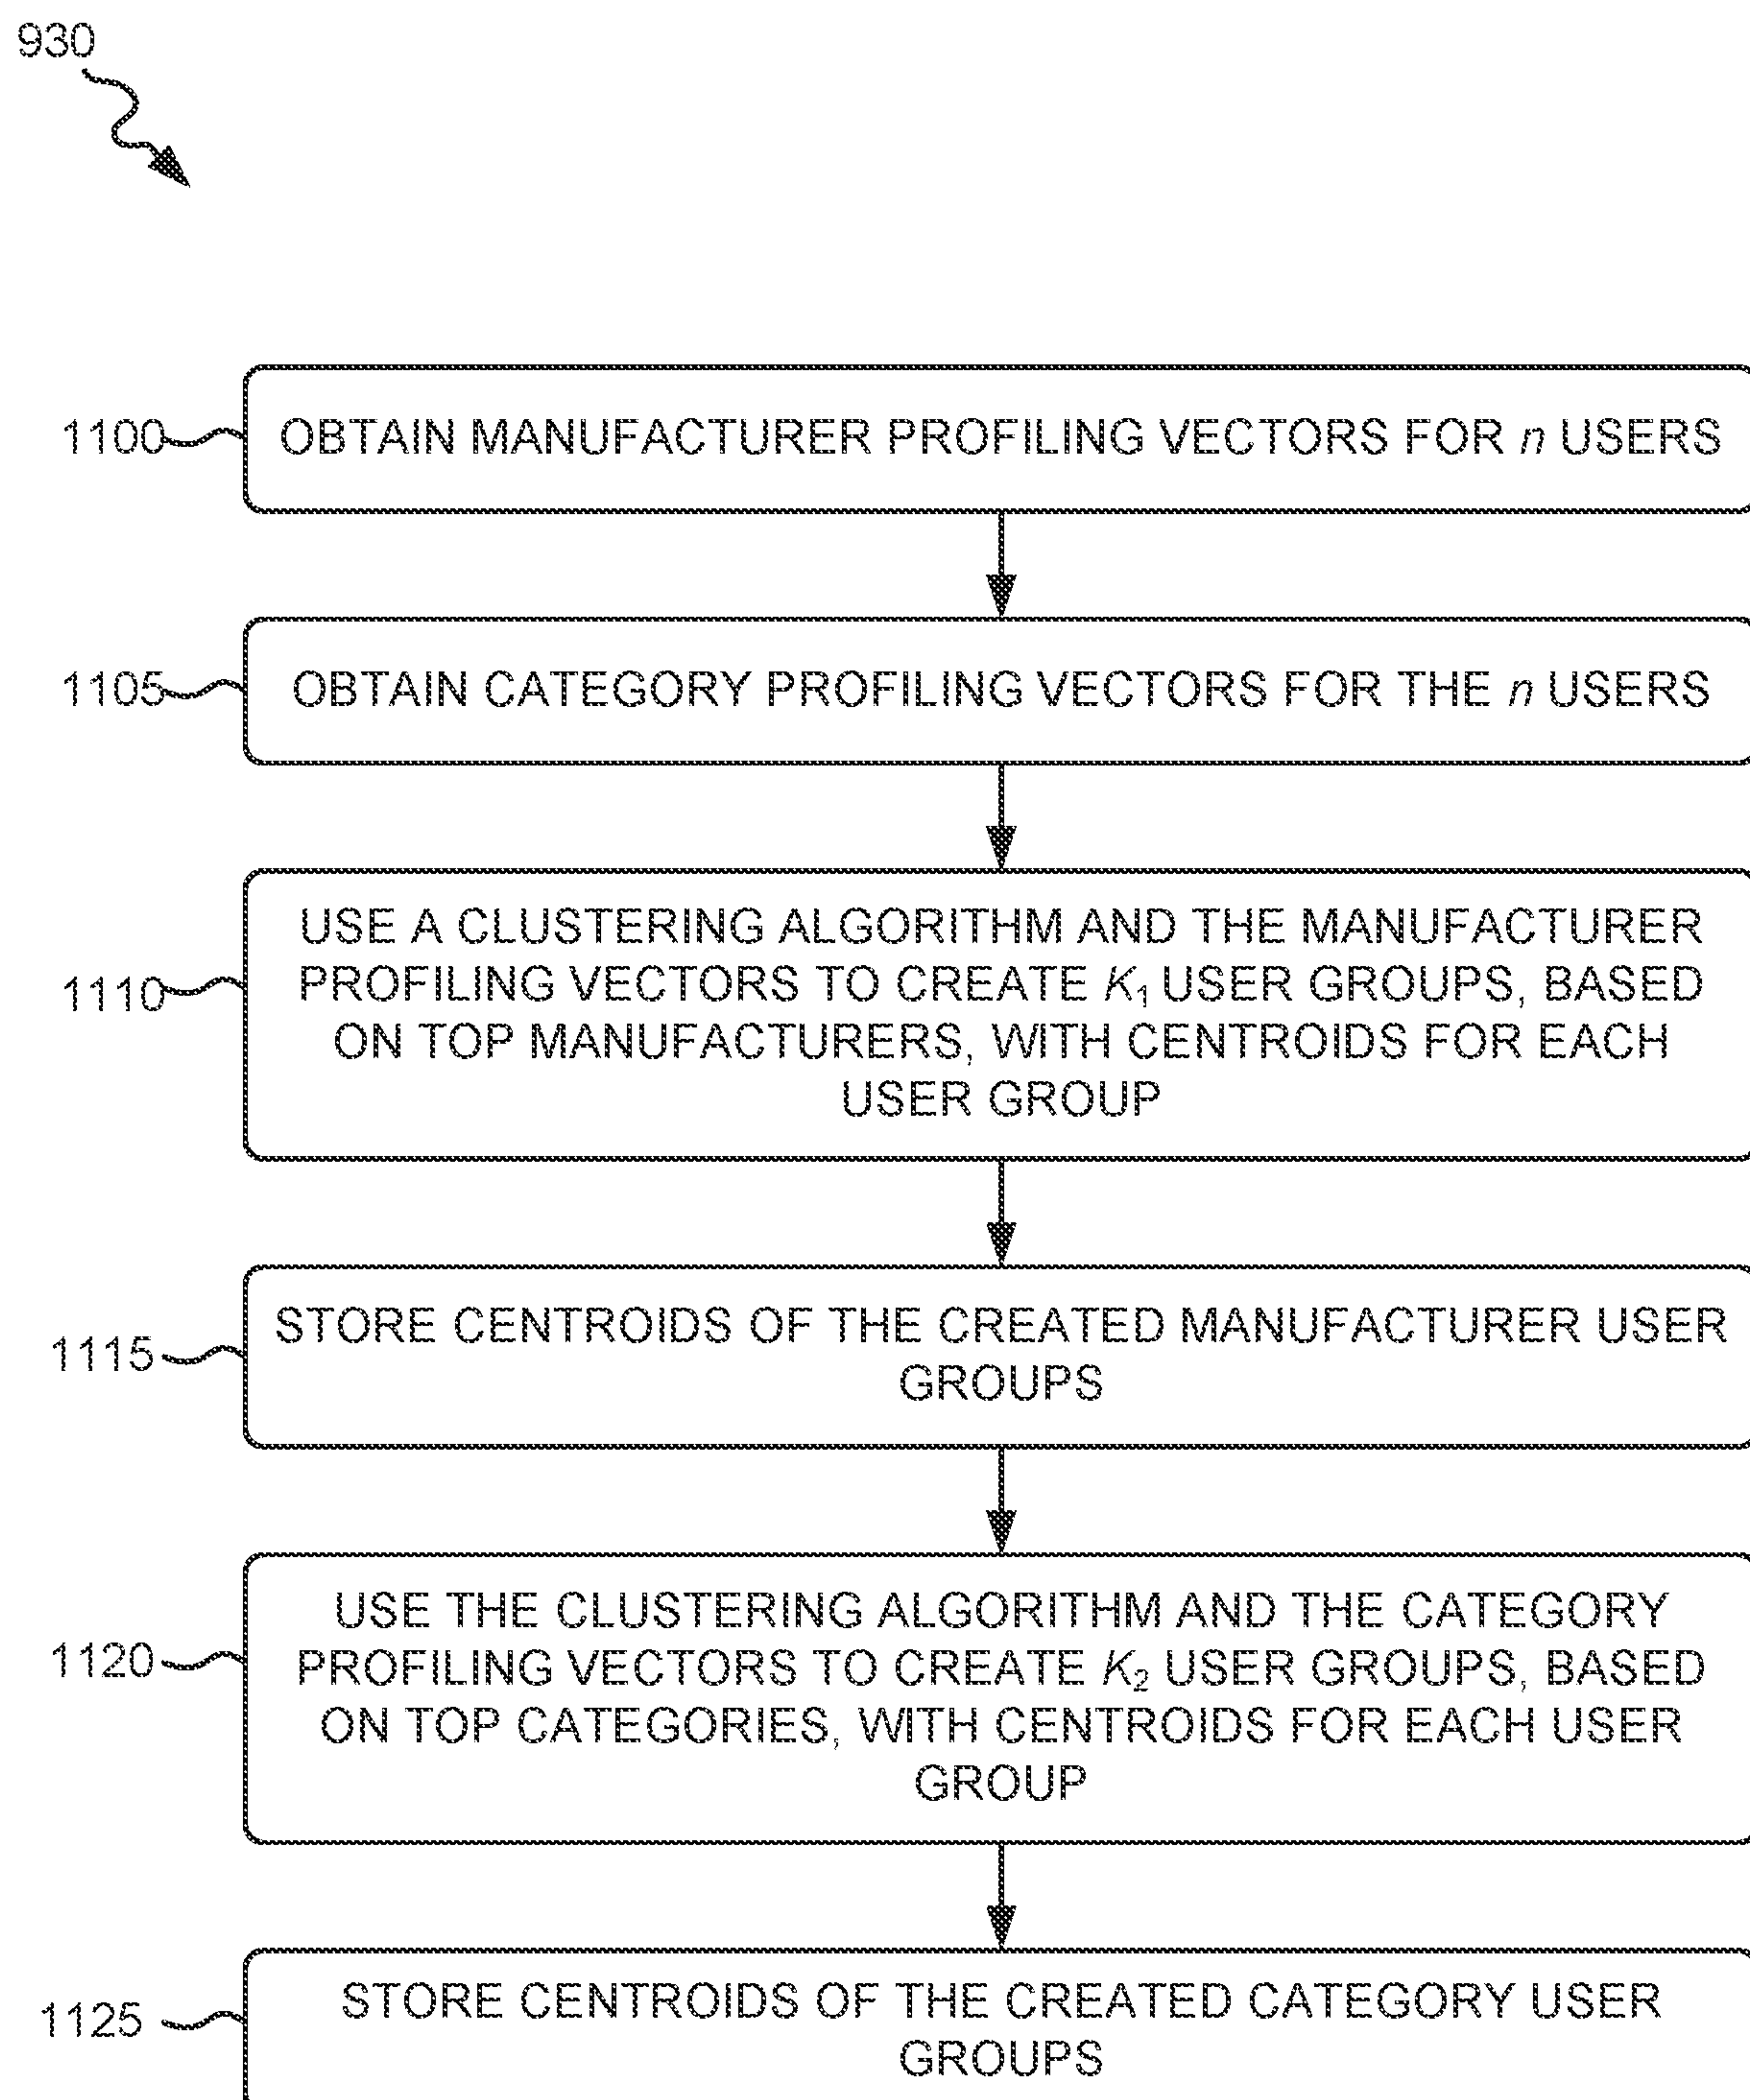 930
1100
OBTAIN MANUFACTURER PROFILING VECTORS FOR n USERS
1105
OBTAIN CATEGORY PROFILING VECTORS FOR THE n USERS
1110
USE A CLUSTERING ALGORITHM AND THE MANUFACTURER
PROFILING VECTORS TO CREATE K₁ USER GROUPS, BASED
ON TOP MANUFACTURERS, WITH CENTROIDS FOR EACH
USER GROUP
1115
STORE CENTROIDS OF THE CREATED MANUFACTURER USER
GROUPS
1120
USE THE CLUSTERING ALGORITHM AND THE CATEGORY
PROFILING VECTORS TO CREATE K₂ USER GROUPS, BASED
ON TOP CATEGORIES, WITH CENTROIDS FOR EACH USER
GROUP
1125
STORE CENTROIDS OF THE CREATED CATEGORY USER
GROUPS